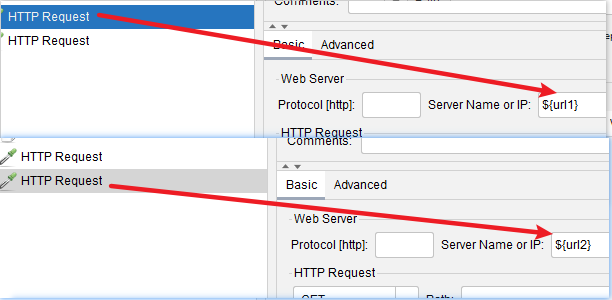 HTTP Request
HTTP Request
Comments:
Basic Advanced
Web Server
Protocol [http]: Server Name or IP: ${url1}
HTTP Request
Comments:
HTTP Request
HTTP Request
Basic Advanced
Web Server
Protocol [http]: Server Name or IP: ${url2}
HTTP Request
GET Path: